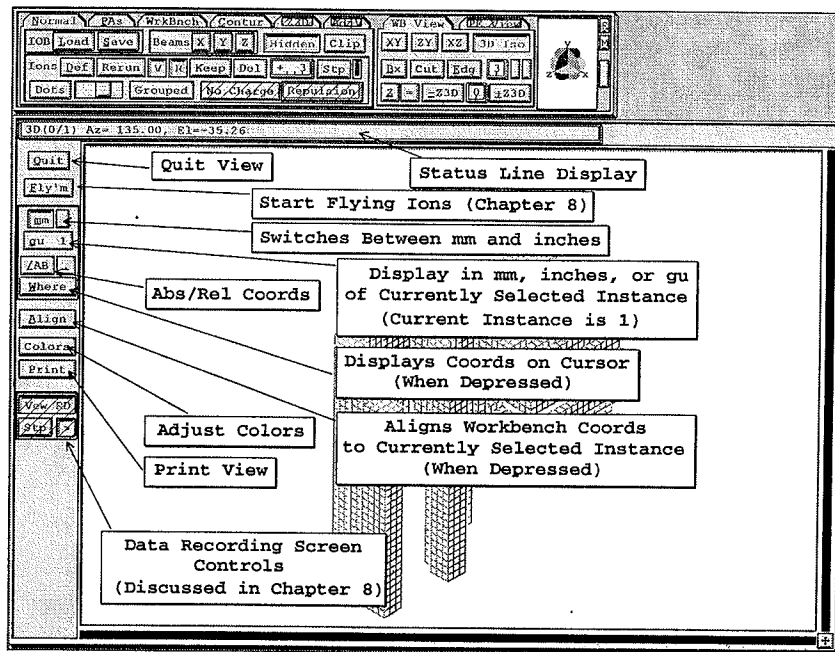 Normal PAs WrkBnch Contur WB View PE View
IOB Load Save Beams X Y Z Hidden Clip XY ZY XZ 3D Iso
Ions Def Rerun V Keep Del Stp Bx Cut Edg
Dots Grouped No Charge Repulsion Z = -Z3D ±Z3D
Y
Z X
3D(0/1) Az= 135.00, El=-35.26
Quit
Quit View
Status Line Display
Fly'm
Start Flying Ions (Chapter 8)
mm
Switches Between mm and inches
gu 1
Display in mm, inches, or gu
of Currently Selected Instance
(Current Instance is 1)
/AB
Abs/Rel Coords
Where
Align
Displays Coords on Cursor
(When Depressed)
Colors
Print
Adjust Colors
Aligns Workbench Coords
to Currently Selected Instance
(When Depressed)
Stp
Print View
Data Recording Screen
Controls
(Discussed in Chapter 8)